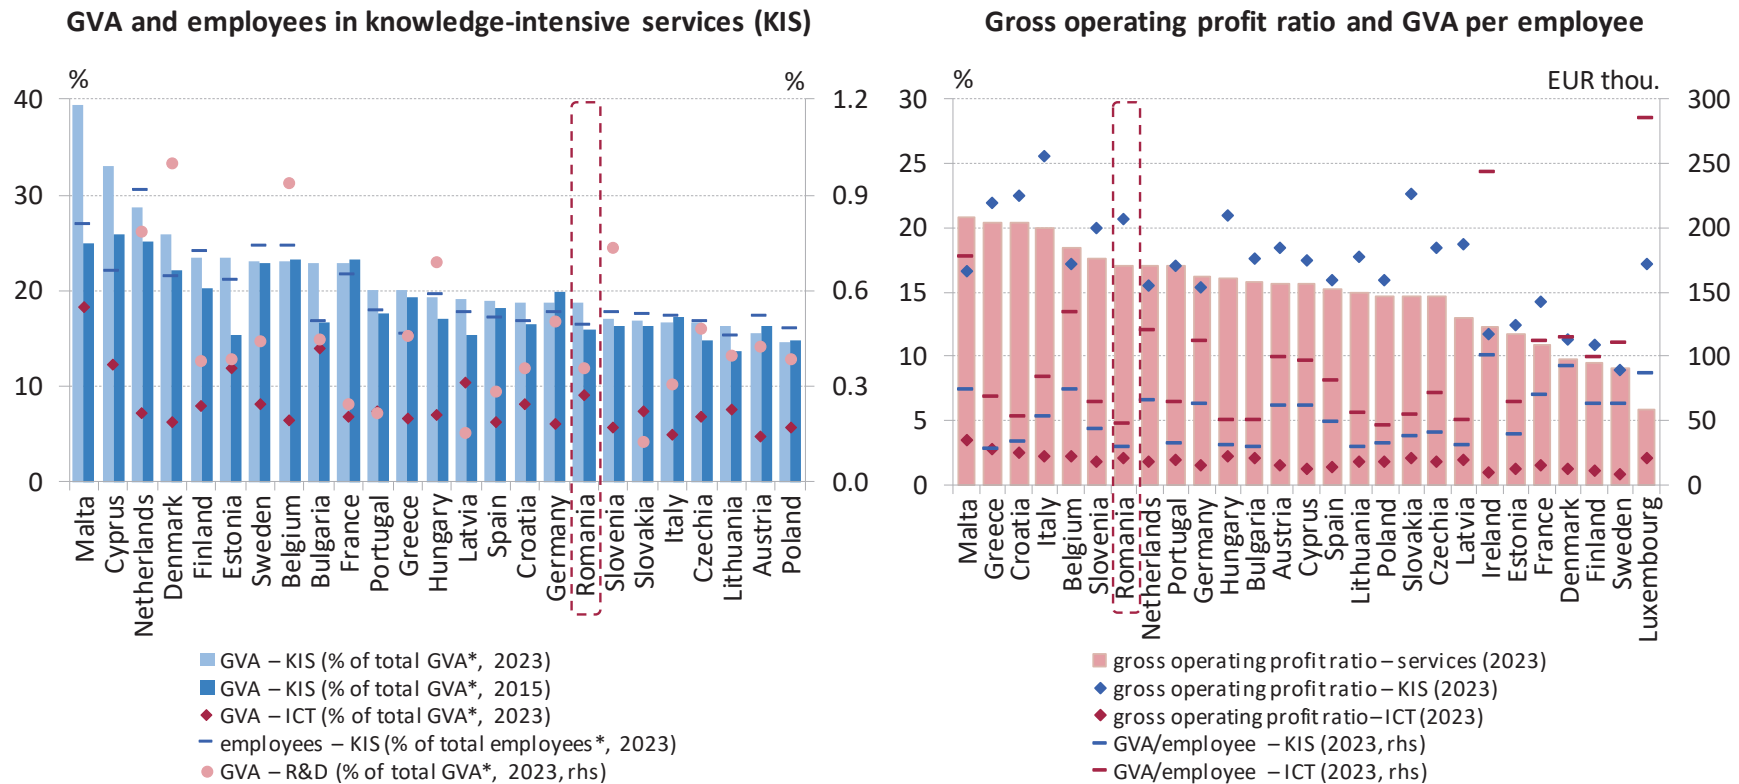 GVA and employees in knowledge-intensive services (KIS)
%
%
40
30
20
10
0
1.2
0.9
0.6
0.3
0.0
Malta
Cyprus
Netherlands
Denmark
Finland
Estonia
Sweden
Belgium
Bulgaria
France
Portugal
Greece
Hungary
Latvia
Spain
Croatia
Germany
Romania
Slovenia
Slovakia
Italy
Czechia
Lithuania
Austria
Poland
GVA – KIS (% of total GVA*, 2023)
GVA – KIS (% of total GVA*, 2015)
GVA – ICT (% of total GVA*, 2023)
employees – KIS (% of total employees*, 2023)
GVA – R&D (% of total GVA*, 2023, rhs)
Gross operating profit ratio and GVA per employee
%
EUR thou.
30
25
20
15
10
5
0
300
250
200
150
100
50
0
Malta
Greece
Croatia
Italy
Belgium
Slovenia
Romania
Netherlands
Portugal
Germany
Hungary
Bulgaria
Austria
Cyprus
Spain
Lithuania
Poland
Slovakia
Czechia
Latvia
Ireland
Estonia
France
Denmark
Finland
Sweden
Luxembourg
gross operating profit ratio – services (2023)
gross operating profit ratio – KIS (2023)
gross operating profit ratio – ICT (2023)
GVA/employee – KIS (2023, rhs)
GVA/employee – ICT (2023, rhs)